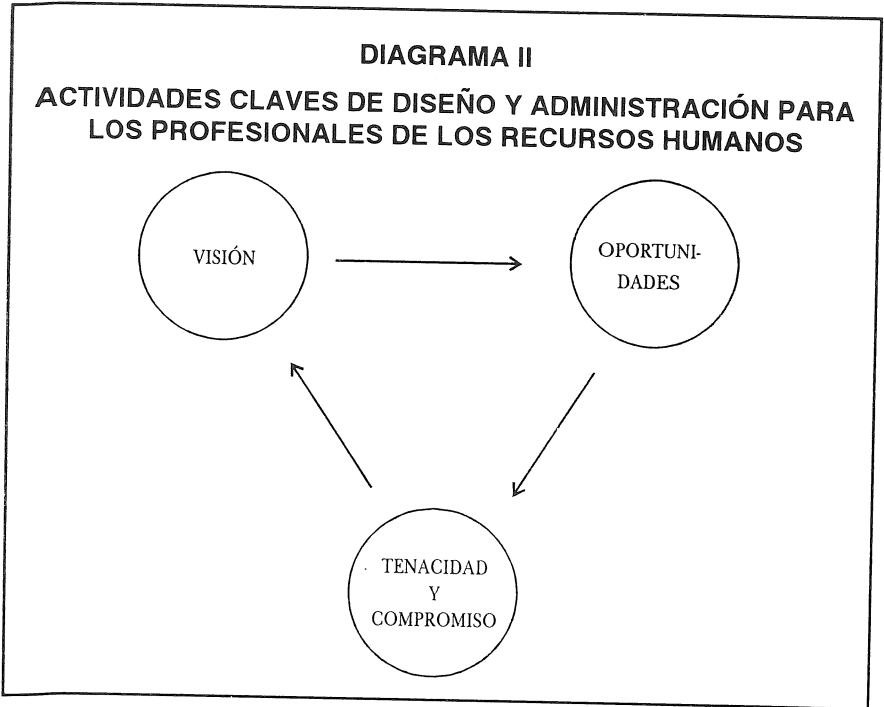 DIAGRAMA II
ACTIVIDADES CLAVES DE DISEÑO Y ADMINISTRACIÓN PARA
LOS PROFESIONALES DE LOS RECURSOS HUMANOS
VISIÓN
OPORTUNI-
DADES
TENACIDAD
Y
COMPROMISO